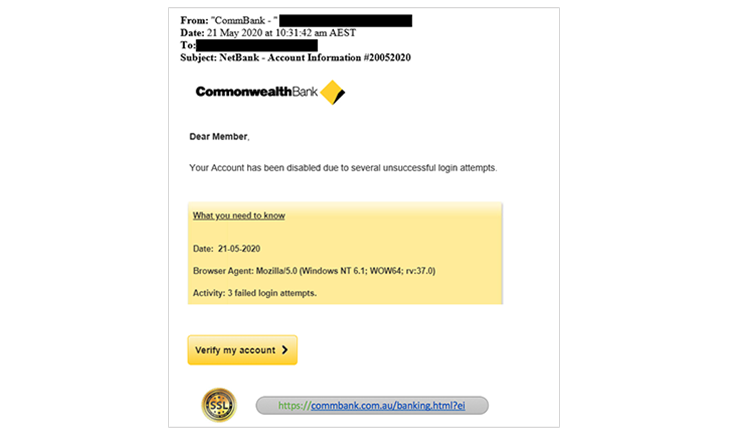 From: "CommBank - "
Date: 21 May 2020 at 10:31:42 am AEST
To:
Subject: NetBank - Account Information #20052020
CommonwealthBank
Dear Member,
Your Account has been disabled due to several unsuccessful login attempts.
What you need to know
Date: 21-05-2020
Browser Agent: Mozilla/5.0 (Windows NT 6.1; WOW64; rv:37.0)
Activity: 3 failed login attempts.
Verify my account
SSL
https://commbank.com.au/banking.html?ei